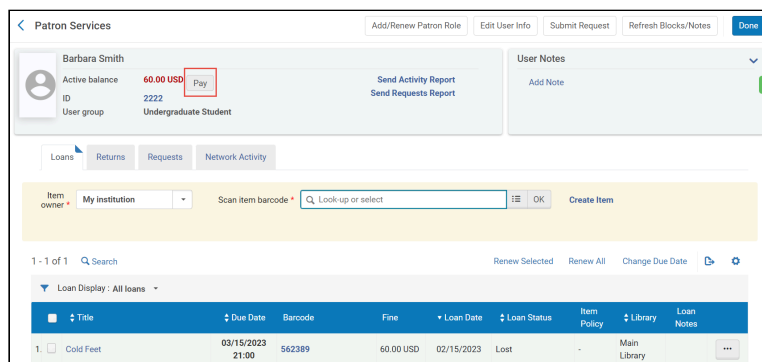 Patron Services
Add/Renew Patron Role
Edit User Info
Submit Request
Refresh Blocks/Notes
Done
Barbara Smith
Active balance 60.00 USD Pay
ID 2222
User group Undergraduate Student
Send Activity Report
Send Requests Report
User Notes
Add Note
Loans Returns Requests Network Activity
Item owner * My institution Scan item barcode * Look-up or select OK Create Item
1 - 1 of 1 Search Renew Selected Renew All Change Due Date
Loan Display : All loans
Title Due Date Barcode Fine Loan Date Loan Status Item Policy Library Loan Notes
1. Cold Feet 03/15/2023 21:00 562389 60.00 USD 02/15/2023 Lost - Main Library ...